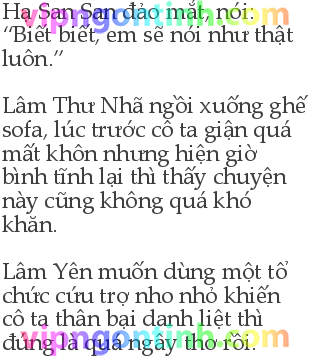 Hạ San San đảo mắt, nói:
“Biết biết, em sẽ nói như thật
luôn.”
Lâm Thư Nhã ngồi xuống ghế
sofa, lúc trước cô ta giận quá
mất khôn nhưng hiện giờ
bình tĩnh lại thì thấy chuyện
này cũng không quá khó
khăn.
Lâm Yên muốn dùng một tổ
chức cứu trợ nho nhỏ khiến
cô ta thân bại danh liệt thì
đúng là quá ngây thơ rồi.
vipngontinh.com
vipngontinh.com